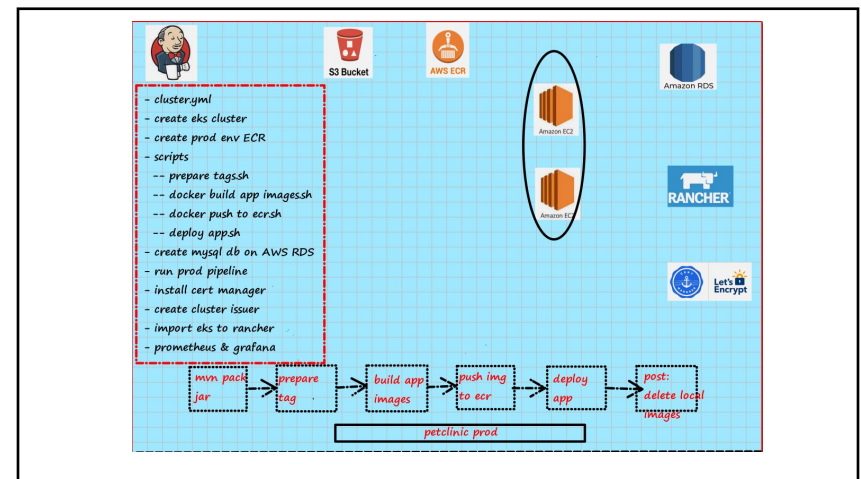 S3 Bucket
AWS ECR
Amazon EC2
Amazon EC2
Amazon RDS
RANCHER
Let's
Encrypt
- cluster.yml
- create eks cluster
- create prod env ECR
- scripts
-- prepare tags.sh
-- docker build app images.sh
-- docker push to ecr.sh
-- deploy app.sh
- create mysql db on AWS RDS
- run prod pipeline
- install cert manager
- create cluster issuer
- import eks to rancher
- prometheus & grafana
mvn pack
jar
prepare
tag
build app
images
push img
to ecr
deploy
app
post:
delete local
images
petclinic prod